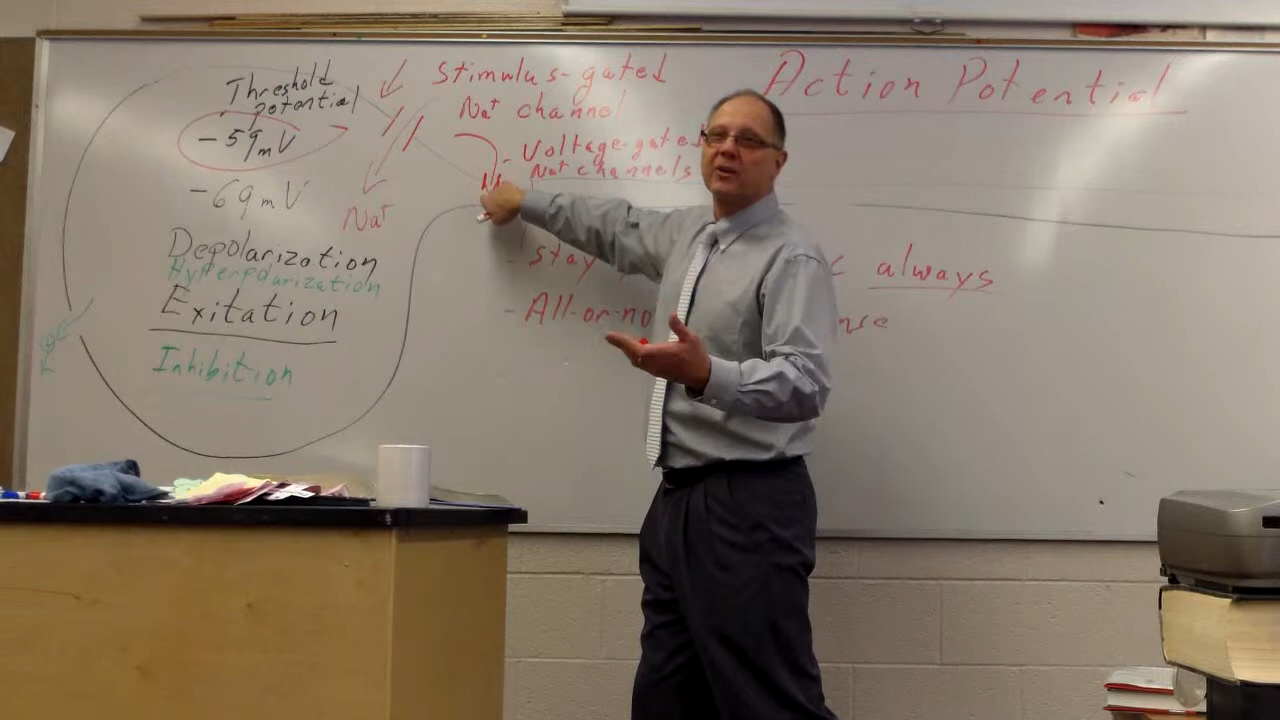 Threshold
potential
-59mV
-69mV
Na+
Depolarization
Hyperpolarization
Exitation
Inhibition
Stimulus-gated
Na+ channel
- Voltage-gated
Na+ channels
- stay
always
- All-or-no
Action Potential